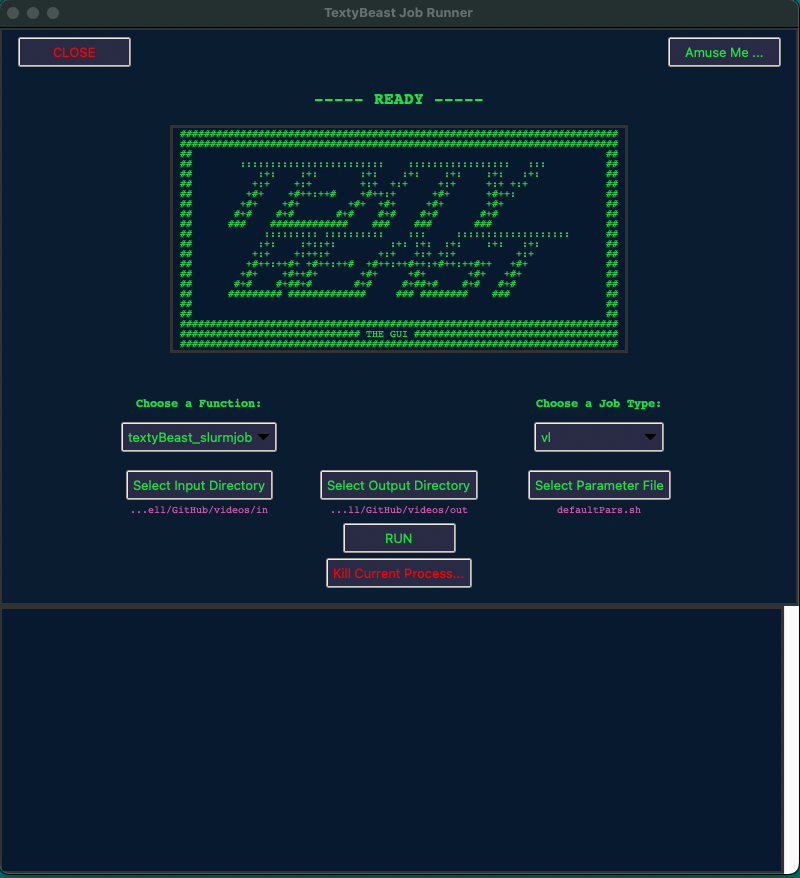 TextyBeast Job Runner
CLOSE
Amuse Me ...
----- READY -----
TEXTY
BEAST
THE GUI
Choose a Function:
Choose a Job Type:
textyBeast_slurmjob
vl
Select Input Directory
Select Output Directory
Select Parameter File
...ell/GitHub/videos/in
...ll/GitHub/videos/out
defaultPars.sh
RUN
Kill Current Process...